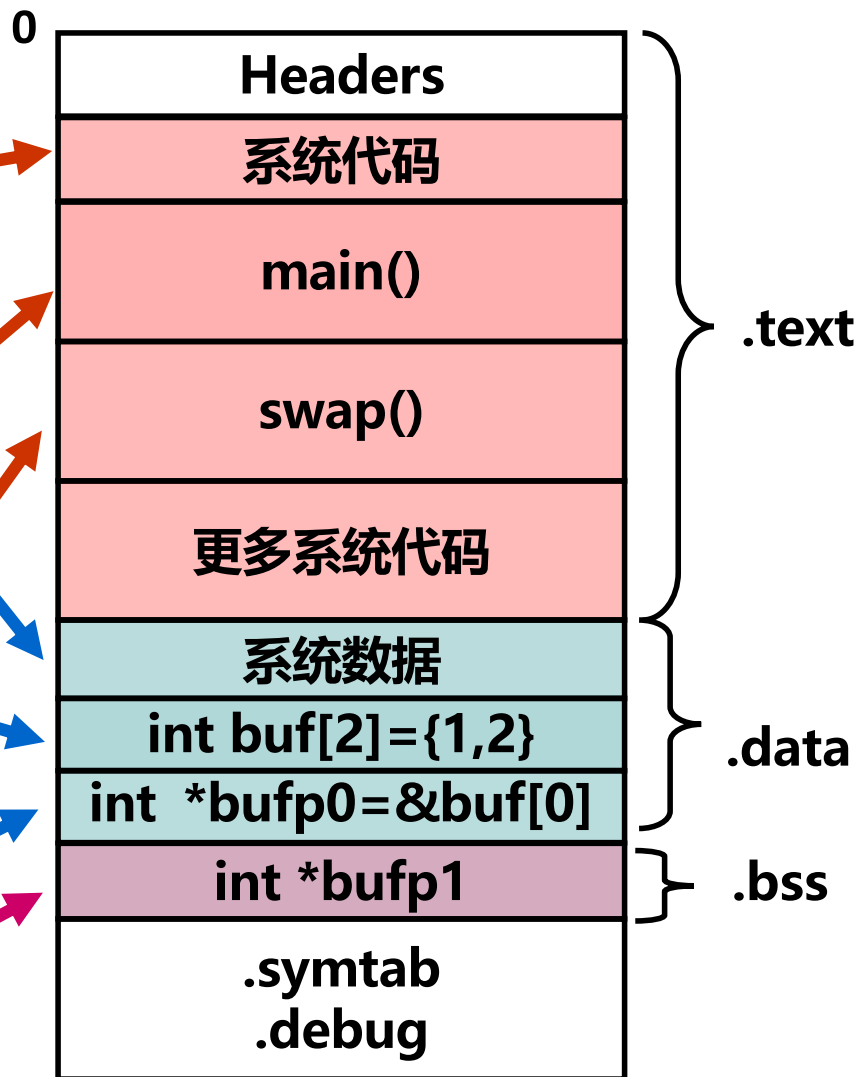 0
Headers
系统代码
main()
.text
swap()
更多系统代码
系统数据
int buf[2]={1,2}
.data
int *bufp0=&buf[0]
int *bufp1
.bss
.symtab
.debug